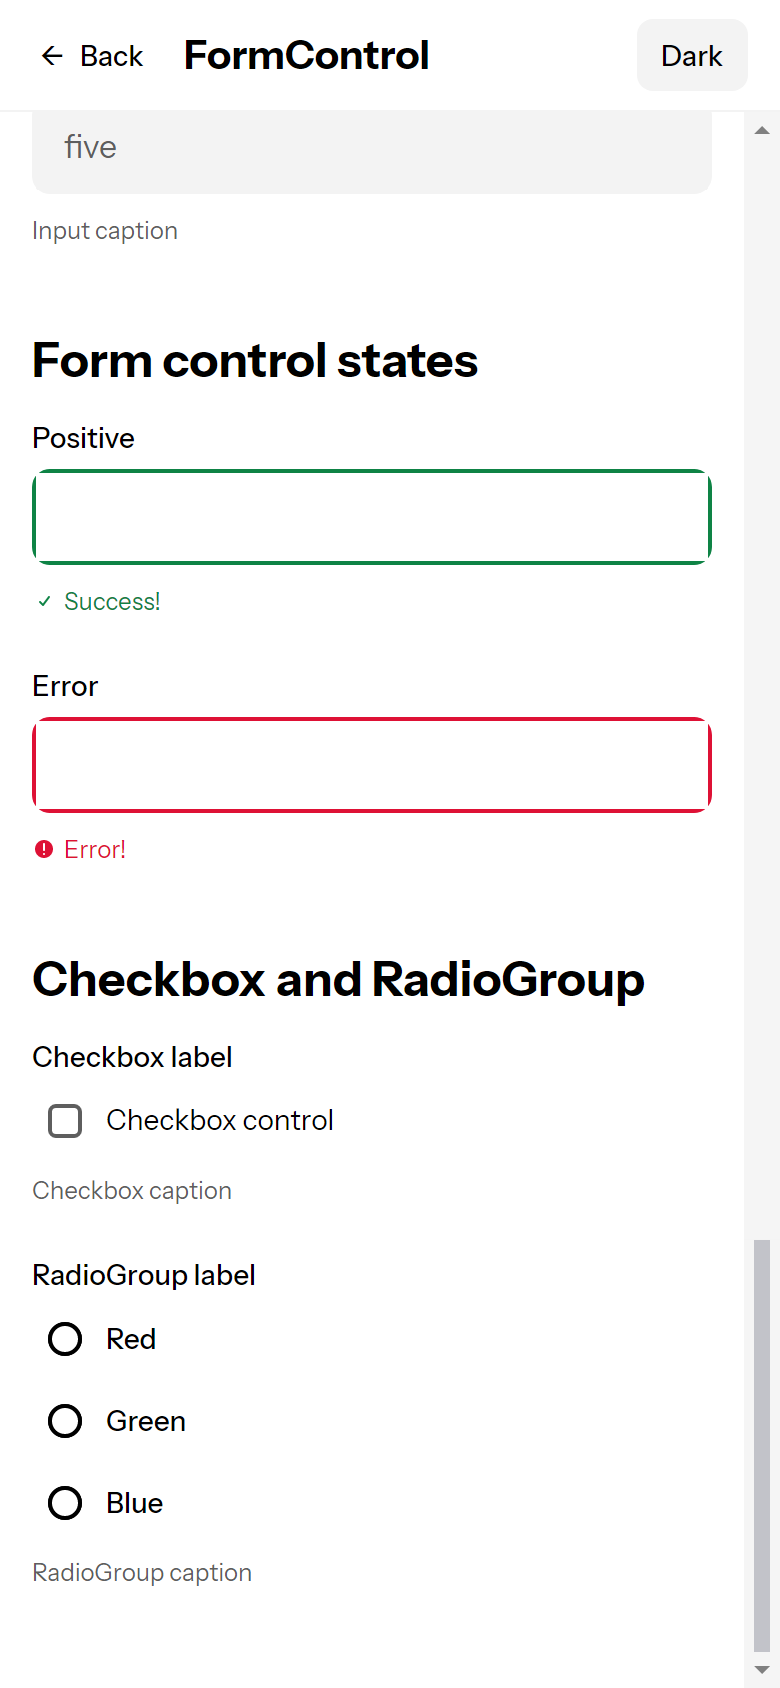 Back
FormControl
Dark
five
Input caption
Form control states
Positive
Success!
Error
Error!
Checkbox and RadioGroup
Checkbox label
Checkbox control
Checkbox caption
RadioGroup label
Red
Green
Blue
RadioGroup caption